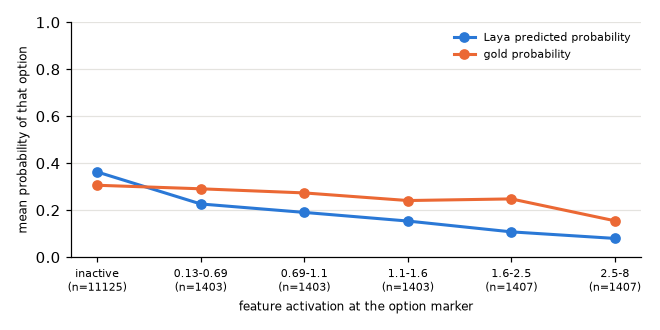 1.0
0.8
0.6
0.4
0.2
0.0
mean probability of that option
Laya predicted probability
gold probability
inactive
(n=11125)
0.13-0.69
(n=1403)
0.69-1.1
(n=1403)
1.1-1.6
(n=1403)
1.6-2.5
(n=1407)
2.5-8
(n=1407)
feature activation at the option marker